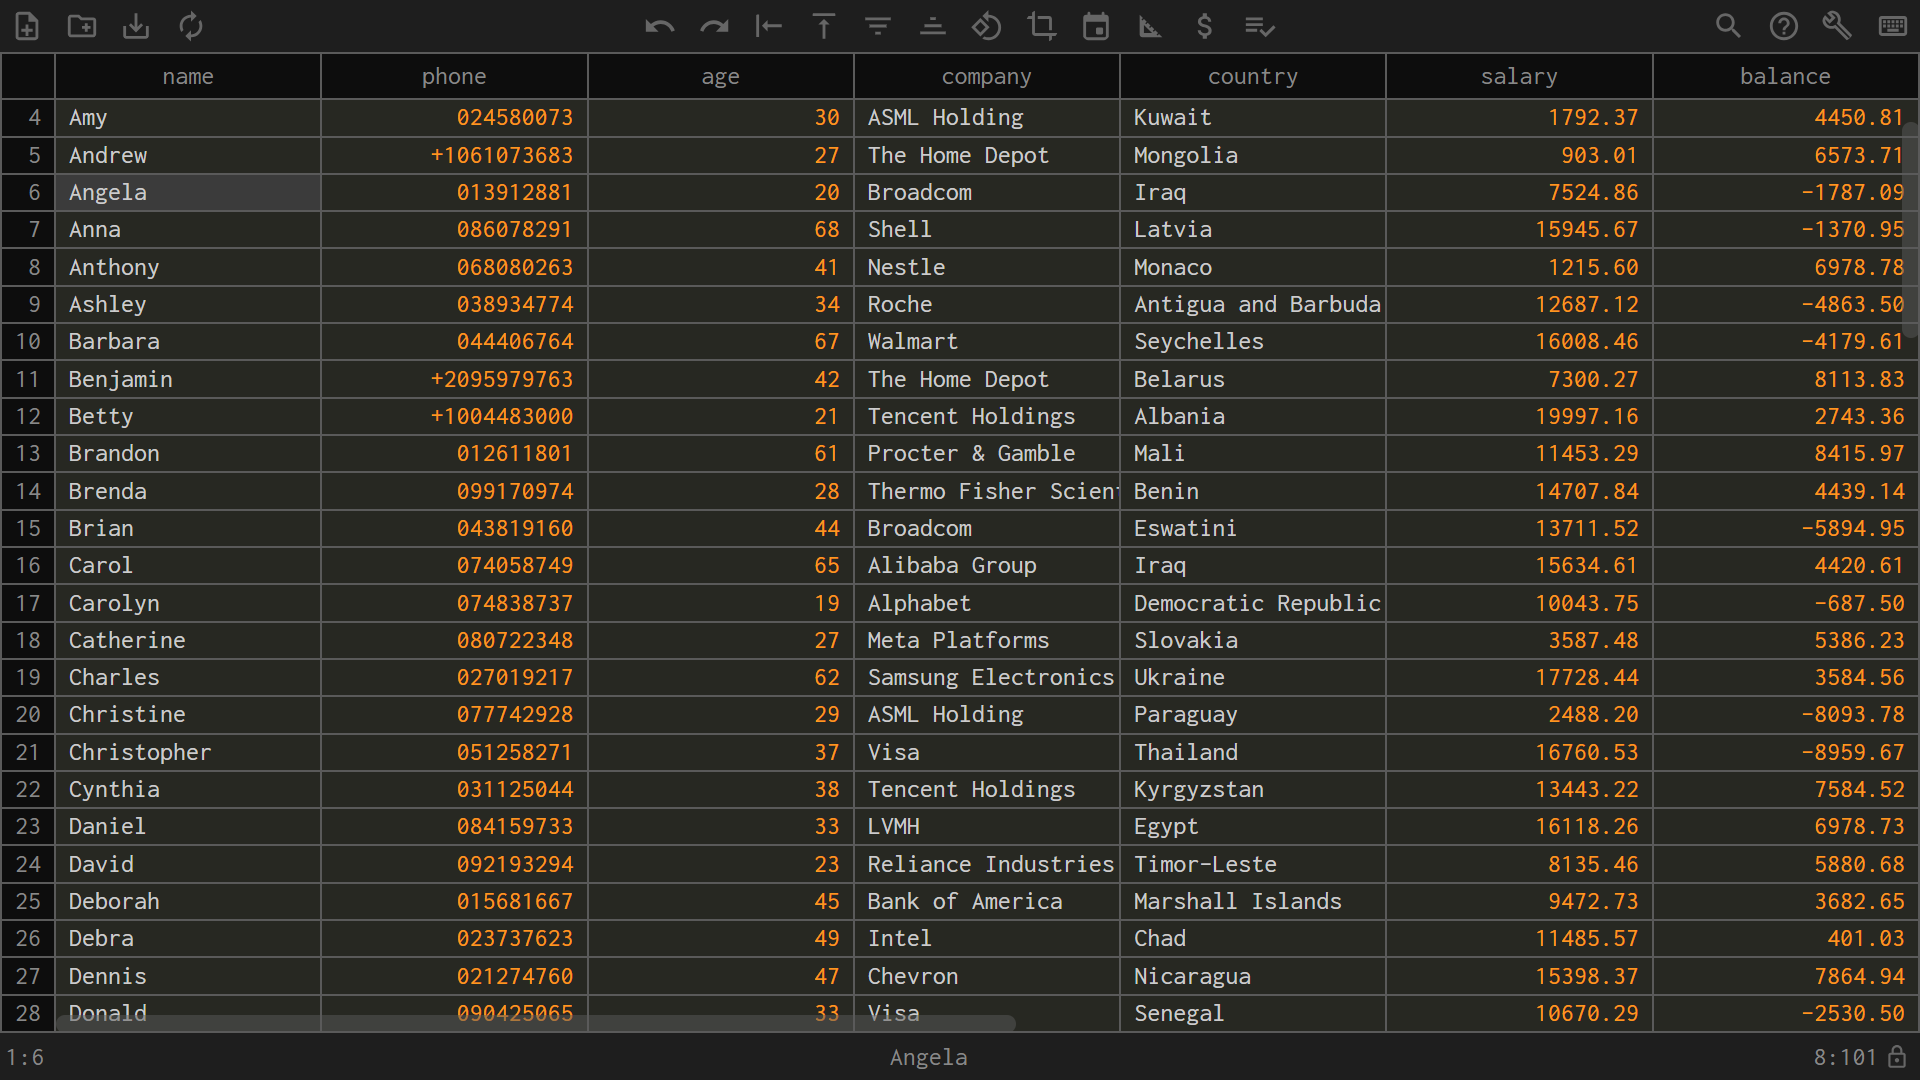 name phone age company country salary balance
4 Amy 024580073 30 ASML Holding Kuwait 1792.37 4450.81
5 Andrew +1061073683 27 The Home Depot Mongolia 903.01 6573.71
6 Angela 013912881 20 Broadcom Iraq 7524.86 -1787.09
7 Anna 086078291 68 Shell Latvia 15945.67 -1370.95
8 Anthony 068080263 41 Nestle Monaco 1215.60 6978.78
9 Ashley 038934774 34 Roche Antigua and Barbuda 12687.12 -4863.50
10 Barbara 044406764 67 Walmart Seychelles 16008.46 -4179.61
11 Benjamin +2095979763 42 The Home Depot Belarus 7300.27 8113.83
12 Betty +1004483000 21 Tencent Holdings Albania 19997.16 2743.36
13 Brandon 012611801 61 Procter & Gamble Mali 11453.29 8415.97
14 Brenda 099170974 28 Thermo Fisher Scient Benin 14707.84 4439.14
15 Brian 043819160 44 Broadcom Eswatini 13711.52 -5894.95
16 Carol 074058749 65 Alibaba Group Iraq 15634.61 4420.61
17 Carolyn 074838737 19 Alphabet Democratic Republic 10043.75 -687.50
18 Catherine 080722348 27 Meta Platforms Slovakia 3587.48 5386.23
19 Charles 027019217 62 Samsung Electronics Ukraine 17728.44 3584.56
20 Christine 077742928 29 ASML Holding Paraguay 2488.20 -8093.78
21 Christopher 051258271 37 Visa Thailand 16760.53 -8959.67
22 Cynthia 031125044 38 Tencent Holdings Kyrgyzstan 13443.22 7584.52
23 Daniel 084159733 33 LVMH Egypt 16118.26 6978.73
24 David 092193294 23 Reliance Industries Timor-Leste 8135.46 5880.68
25 Deborah 015681667 45 Bank of America Marshall Islands 9472.73 3682.65
26 Debra 023737623 49 Intel Chad 11485.57 401.03
27 Dennis 021274760 47 Chevron Nicaragua 15398.37 7864.94
28 Donald 090425065 33 Visa Senegal 10670.29 -2530.50
1:6 Angela 8:101